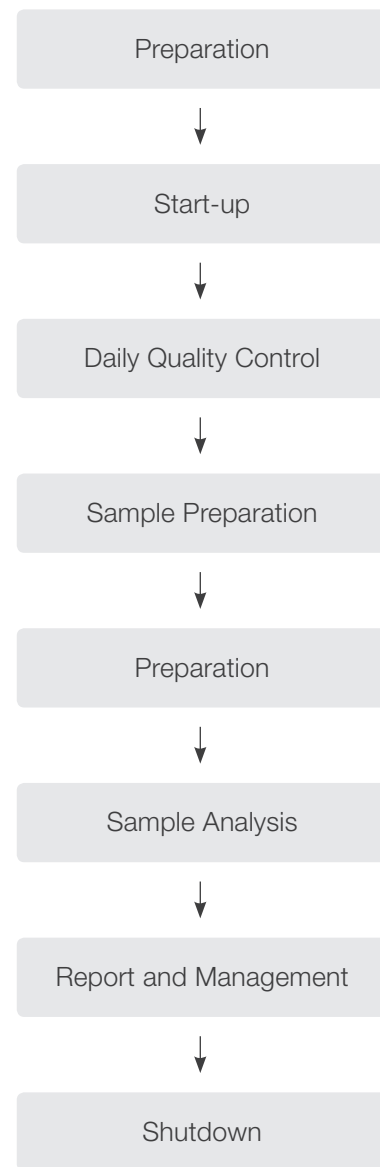 Preparation
Start-up
Daily Quality Control
Sample Preparation
Preparation
Sample Analysis
Report and Management
Shutdown